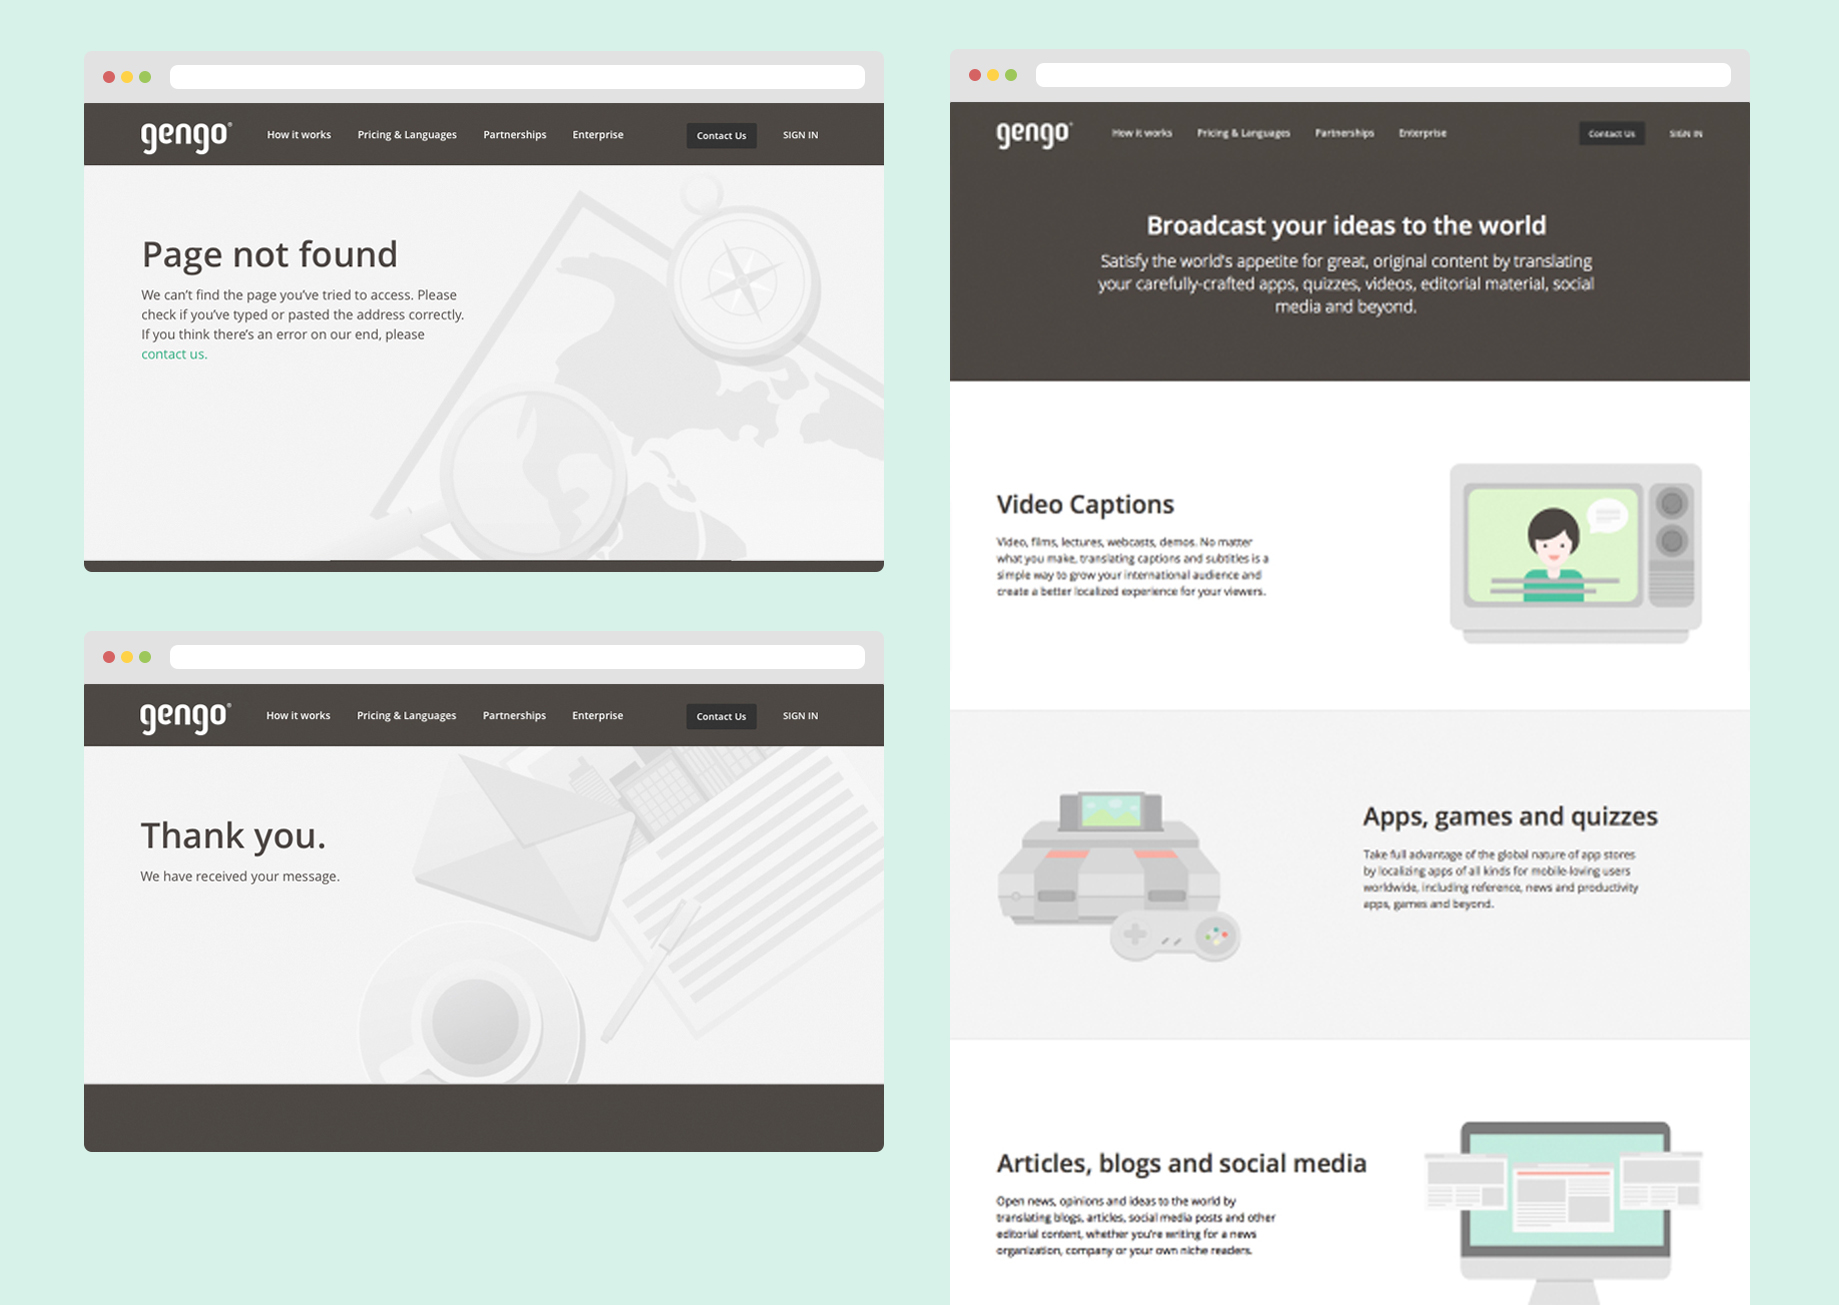 gengo®
How it works
Pricing & Languages
Partnerships
Enterprise
Contact Us
SIGN IN
Page not found
We can't find the page you've tried to access. Please
check if you've typed or pasted the address correctly.
If you think there's an error on our end, please
contact us.
gengo®
How it works
Pricing & Languages
Partnerships
Enterprise
Contact Us
SIGN IN
Thank you.
We have received your message.
gengo®
How it works
Pricing & Languages
Partnerships
Enterprise
Contact Us
SIGN IN
Broadcast your ideas to the world
Satisfy the world's appetite for great, original content by translating
your carefully-crafted apps, quizzes, videos, editorial material, social
media and beyond.
Video Captions
Video, films, lectures, webcasts, demos. No matter
what you make, translating captions and subtitles is a
simple way to grow your international audience and
create a better localized experience for your viewers.
Apps, games and quizzes
Take full advantage of the global nature of app stores
by localizing apps of all kinds for mobile-loving users
worldwide, including reference, news and productivity
apps, games and beyond.
Articles, blogs and social media
Open news, opinions and ideas to the world by
translating blogs, articles, social media posts and other
editorial content, whether you're writing for a news
organization, company or your own niche readers.